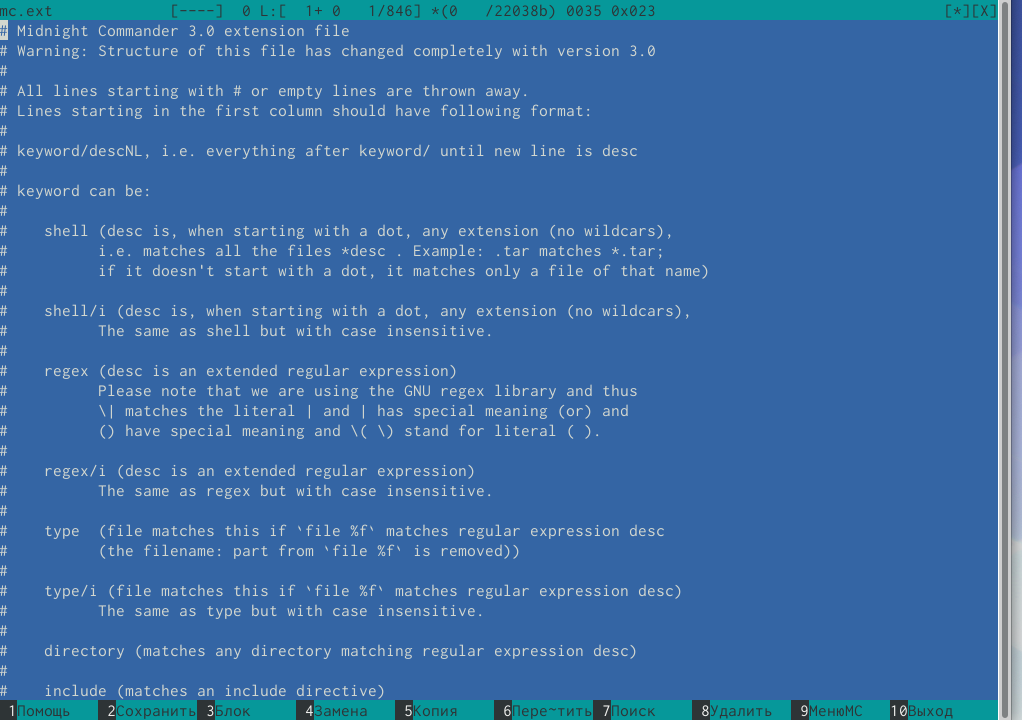 mc.ext [----] 0 L:[ 1+ 0 1/846] *(0 /22038b) 0035 0x023 [*][X]
# Midnight Commander 3.0 extension file
# Warning: Structure of this file has changed completely with version 3.0
#
# All lines starting with # or empty lines are thrown away.
# Lines starting in the first column should have following format:
#
# keyword/descNL, i.e. everything after keyword/ until new line is desc
#
# keyword can be:
#
#    shell (desc is, when starting with a dot, any extension (no wildcars),
#          i.e. matches all the files *desc . Example: .tar matches *.tar;
#          if it doesn't start with a dot, it matches only a file of that name)
#
#    shell/i (desc is, when starting with a dot, any extension (no wildcars),
#          The same as shell but with case insensitive.
#
#    regex (desc is an extended regular expression)
#          Please note that we are using the GNU regex library and thus
#          \| matches the literal | and | has special meaning (or) and
#          () have special meaning and \( \) stand for literal ( ).
#
#    regex/i (desc is an extended regular expression)
#          The same as regex but with case insensitive.
#
#    type  (file matches this if `file %f` matches regular expression desc
#          (the filename: part from `file %f` is removed))
#
#    type/i (file matches this if `file %f` matches regular expression desc)
#          The same as type but with case insensitive.
#
#    directory (matches any directory matching regular expression desc)
#
#    include (matches an include directive)
1Помощь 2Сохранить 3Блок 4Замена 5Копия 6Пере~тить 7Поиск 8Удалить 9МенюMC 10Выход